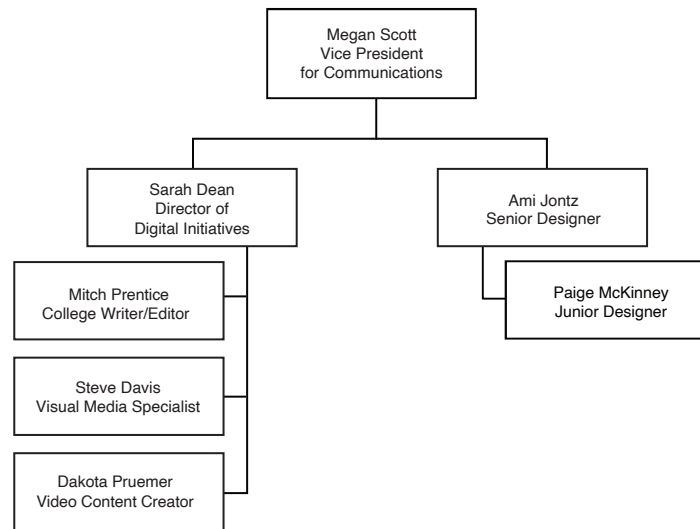 Megan Scott
Vice President
for Communications
Sarah Dean
Director of
Digital Initiatives
Ami Jontz
Senior Designer
Mitch Prentice
College Writer/Editor
Paige McKinney
Junior Designer
Steve Davis
Visual Media Specialist
Dakota Pruemer
Video Content Creator